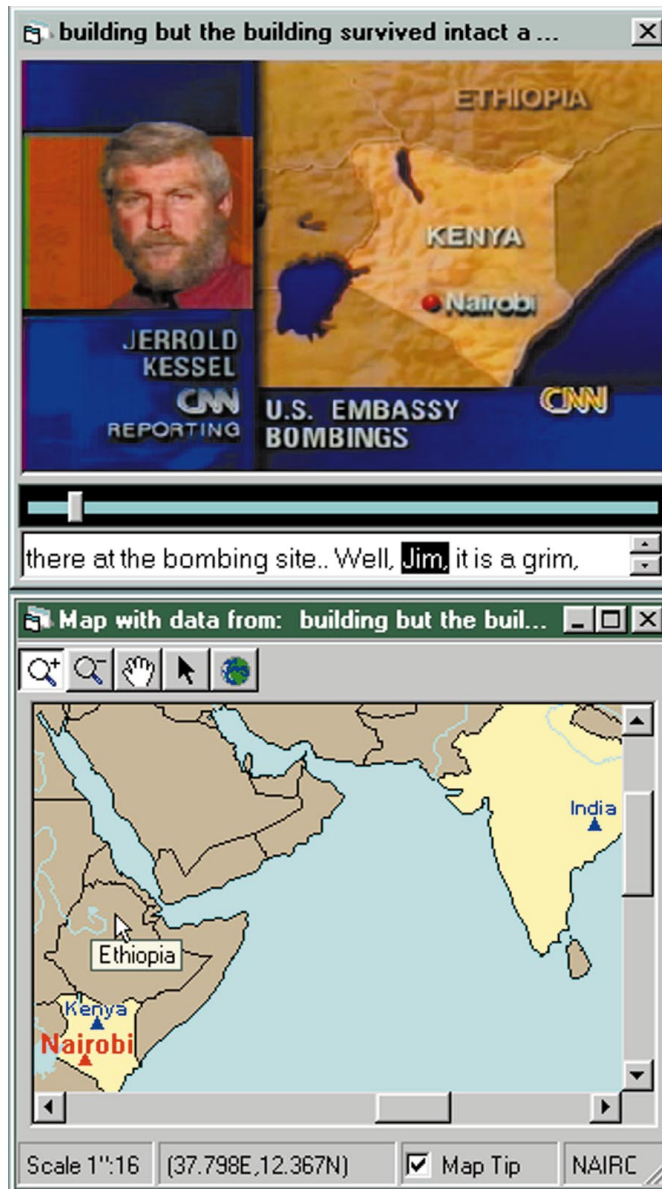 building but the building survived intact a ...
ETHIOPIA
KENYA
Nairobi
JERROLD
KESSEL
CNN
REPORTING
U.S. EMBASSY
BOMBINGS
CNN
there at the bombing site.. Well, Jim, it is a grim,
Map with data from: building but the buil...
India
Ethiopia
Kenya
Nairobi
Scale 1":16 (37.798E,12.367N) Map Tip NAIRC